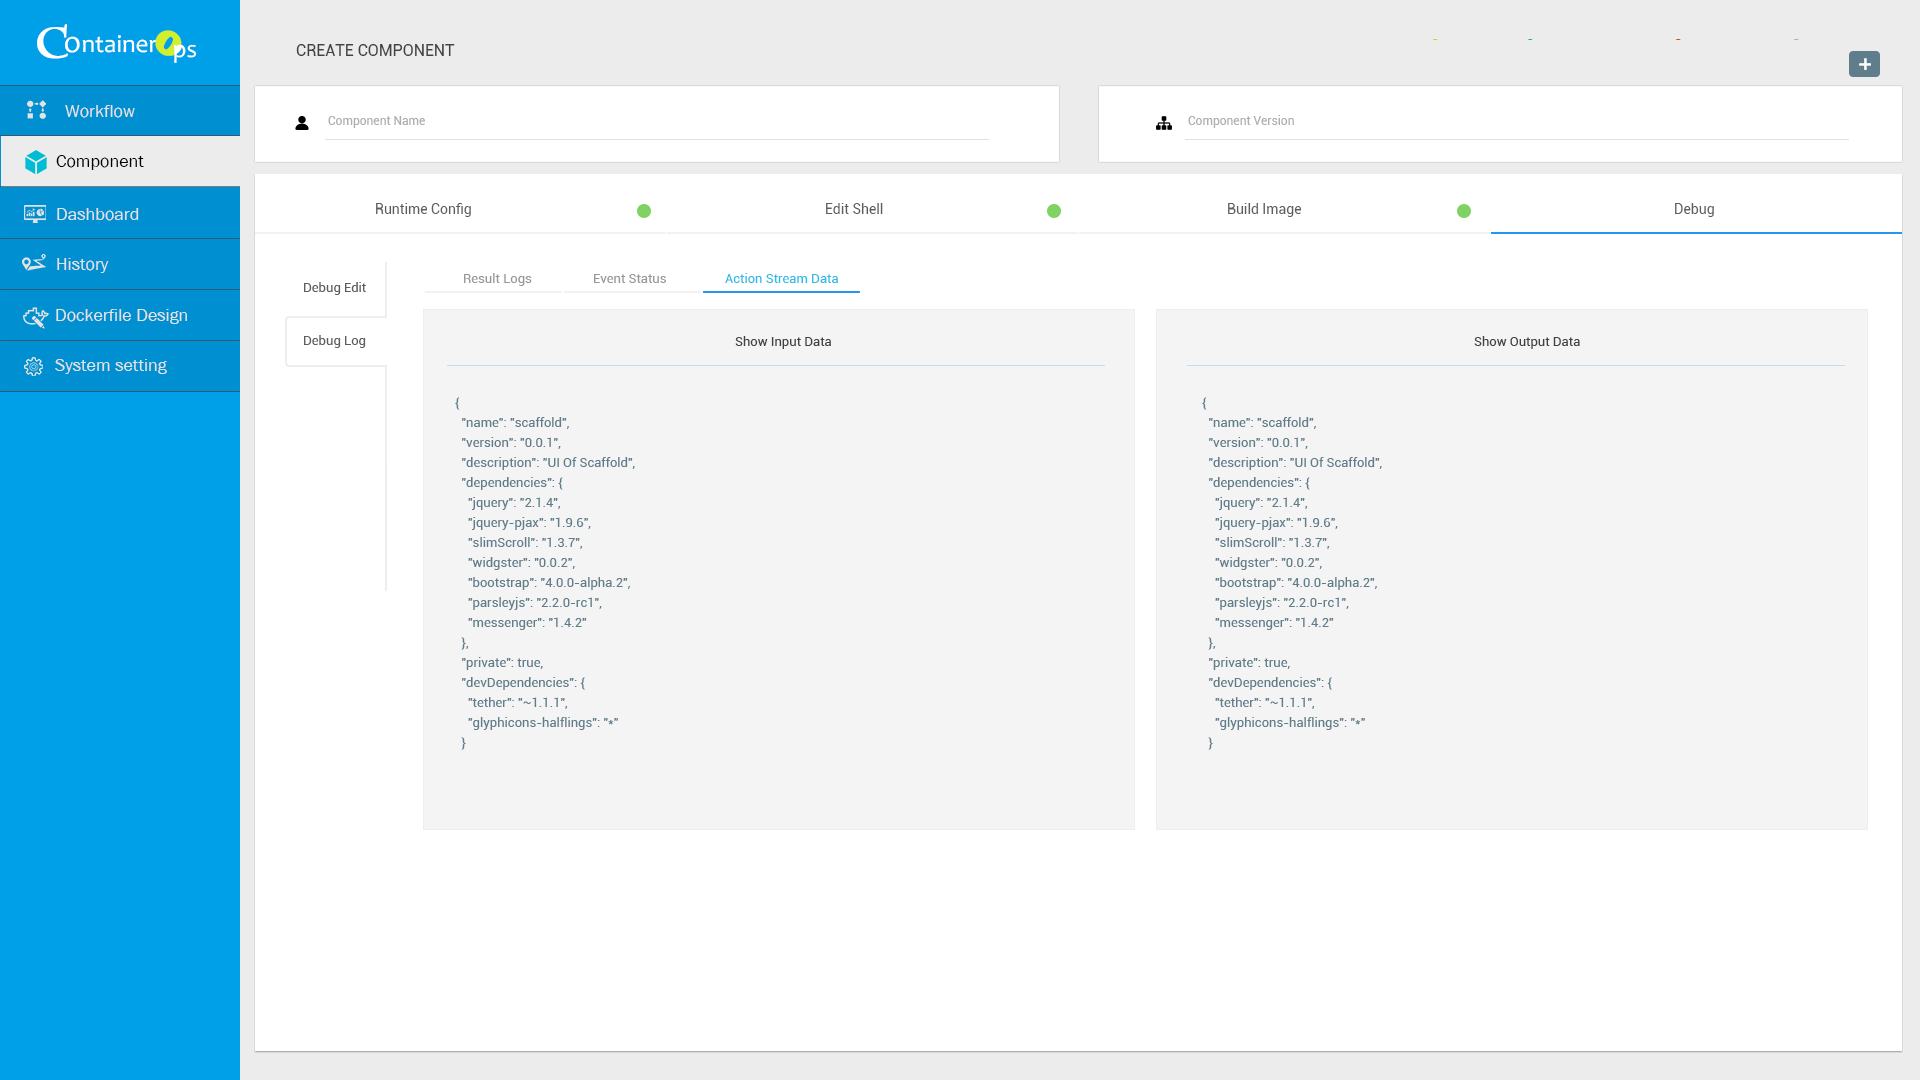 ContainerOps
Workflow
Component
Dashboard
History
Dockerfile Design
System setting
CREATE COMPONENT
Component Name
Component Version
Runtime Config
Edit Shell
Build Image
Debug
Debug Edit
Debug Log
Result Logs
Event Status
Action Stream Data
Show Input Data
{
"name": "scaffold",
"version": "0.0.1",
"description": "UI Of Scaffold",
"dependencies": {
"jquery": "2.1.4",
"jquery-pjax": "1.9.6",
"slimScroll": "1.3.7",
"widgster": "0.0.2",
"bootstrap": "4.0.0-alpha.2",
"parsleyjs": "2.2.0-rc1",
"messenger": "1.4.2"
},
"private": true,
"devDependencies": {
"tether": "~1.1.1",
"glyphicons-halflings": "*"
}
Show Output Data
{
"name": "scaffold",
"version": "0.0.1",
"description": "UI Of Scaffold",
"dependencies": {
"jquery": "2.1.4",
"jquery-pjax": "1.9.6",
"slimScroll": "1.3.7",
"widgster": "0.0.2",
"bootstrap": "4.0.0-alpha.2",
"parsleyjs": "2.2.0-rc1",
"messenger": "1.4.2"
},
"private": true,
"devDependencies": {
"tether": "~1.1.1",
"glyphicons-halflings": "*"
}